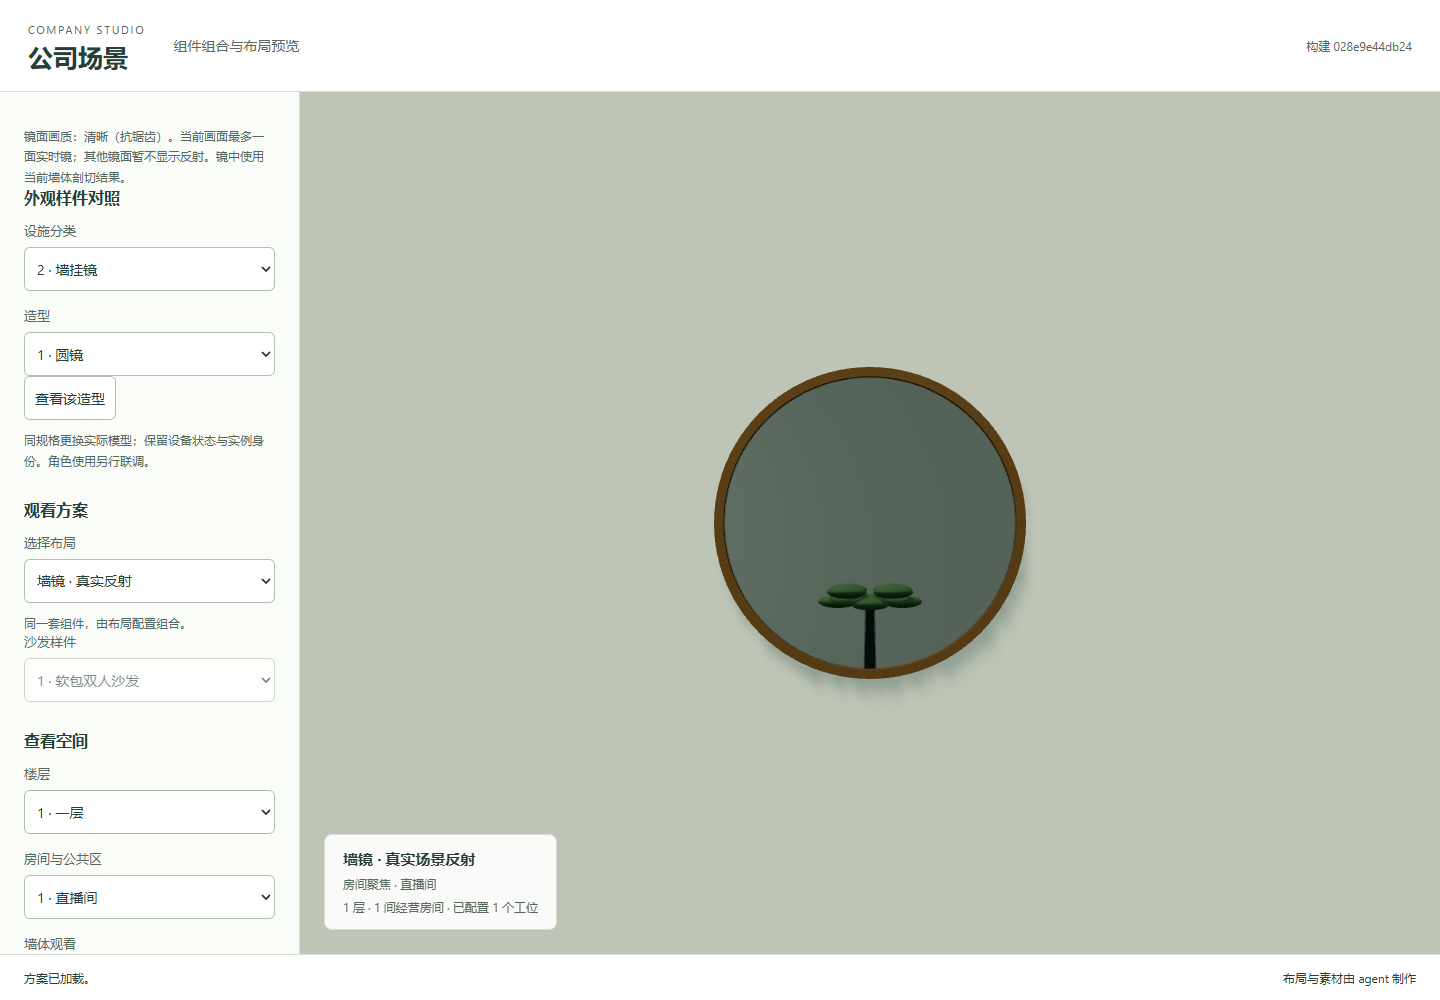 COMPANY STUDIO
公司场景
组件组合与布局预览
构建 028e9e44db24
镜面画质：清晰（抗锯齿）。当前画面最多一
面实时镜；其他镜面暂不显示反射。镜中使用
当前墙体剖切结果。
外观样件对照
设施分类
2 · 墙挂镜
造型
1 · 圆镜
查看该造型
同规格更换实际模型；保留设备状态与实例身
份。角色使用另行联调。
观看方案
选择布局
墙镜 · 真实反射
同一套组件，由布局配置组合。
沙发样件
1 · 软包双人沙发
查看空间
楼层
1 · 一层
房间与公共区
1 · 直播间
墙体观看
墙镜 · 真实场景反射
房间聚焦 · 直播间
1 层 · 1 间经营房间 · 已配置 1 个工位
方案已加载。
布局与素材由 agent 制作